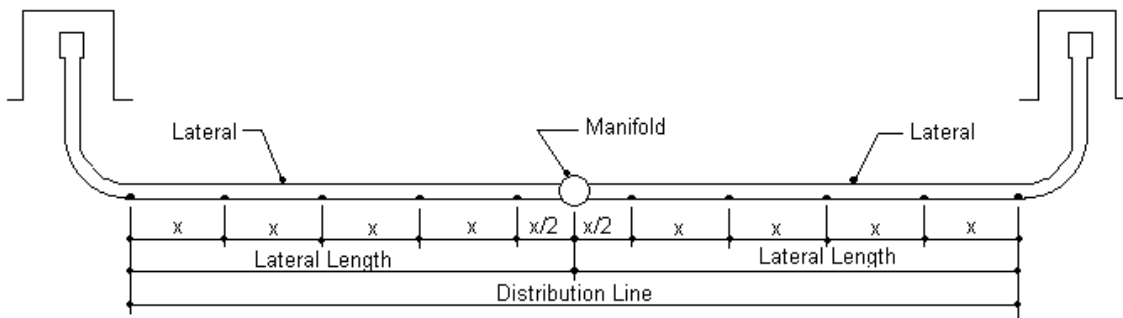 Lateral
Manifold
Lateral
x x x x x/2 x/2 x x x x
Lateral Length Lateral Length
Distribution Line